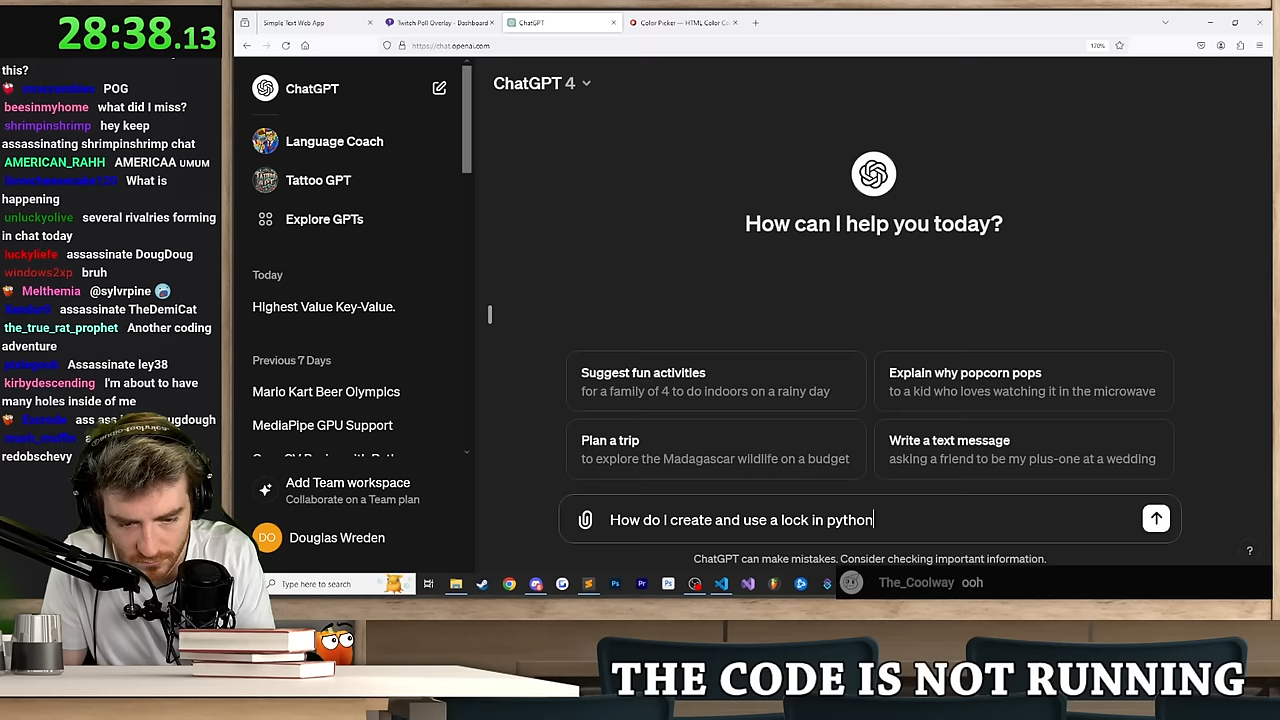 28:38.13
this?
POG
beesinmyhome what did I miss?
shrimpinshrimp hey keep
assassinating shrimpinshrimp chat
AMERICAN_RAHH AMERICAA UMUM
What is
happening
unluckyolive several rivalries forming
in chat today
luckyliefe assassinate DougDoug
windows2xp bruh
Melthemia @sylvrpine
assassinate TheDemiCat
the_true_rat_prophet Another coding
adventure
Assassinate ley38
kirbydescending I'm about to have
many holes inside of me
ass ass
redobschevy
Simple Text Web App
Twitch Poll Overlay - Dashboard
ChatGPT
Color Picker — HTML Color Co
https://chat.openai.com
170%
ChatGPT
Language Coach
Tattoo GPT
Explore GPTs
Today
Highest Value Key-Value.
Previous 7 Days
Mario Kart Beer Olympics
MediaPipe GPU Support
Add Team workspace
Collaborate on a Team plan
DO
Douglas Wreden
ChatGPT 4
How can I help you today?
Suggest fun activities
for a family of 4 to do indoors on a rainy day
Explain why popcorn pops
to a kid who loves watching it in the microwave
Plan a trip
to explore the Madagascar wildlife on a budget
Write a text message
asking a friend to be my plus-one at a wedding
How do I create and use a lock in python
ChatGPT can make mistakes. Consider checking important information.
?
Type here to search
The_Coolway ooh
THE CODE IS NOT RUNNING